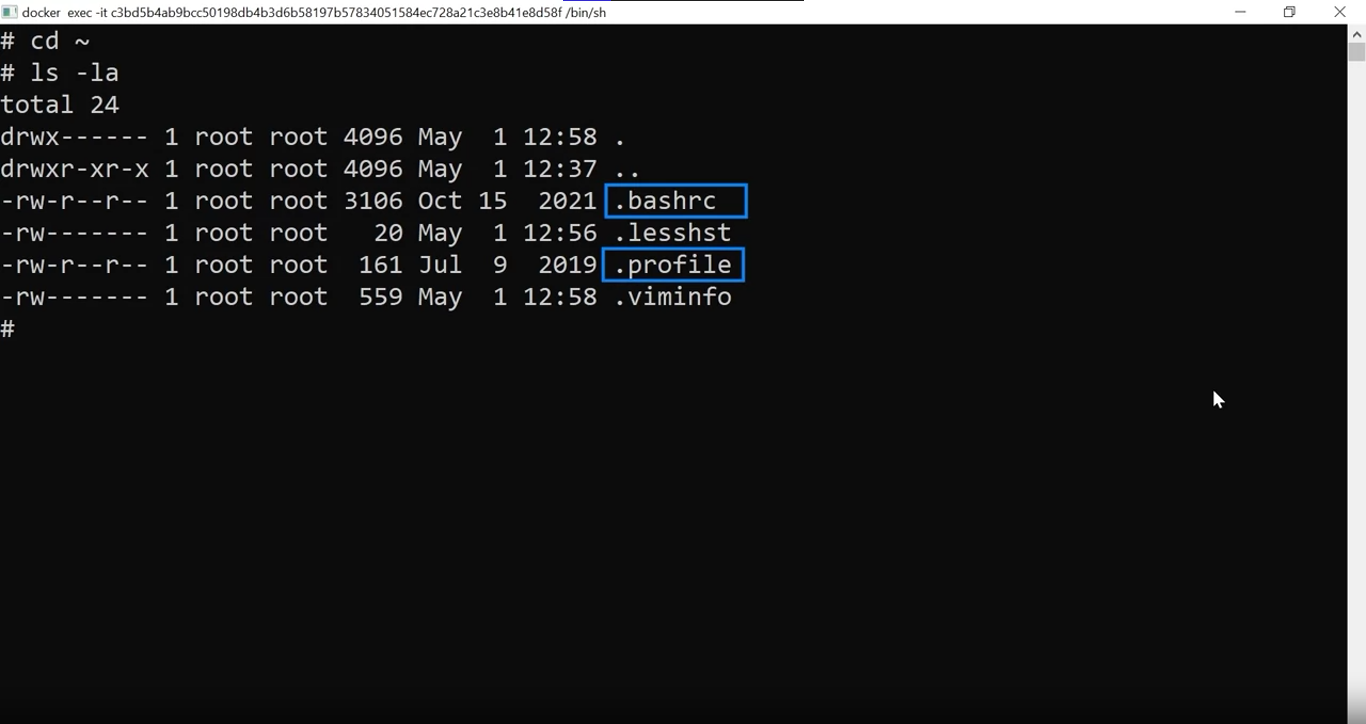 docker exec -it c3bd5b4ab9bcc50198db4b3d6b58197b57834051584ec728a21c3e8b41e8d58f /bin/sh
# cd ~
# ls -la
total 24
drwx------ 1 root root 4096 May  1 12:58 .
drwxr-xr-x 1 root root 4096 May  1 12:37 ..
-rw-r--r-- 1 root root 3106 Oct 15  2021 .bashrc
-rw------- 1 root root   20 May  1 12:56 .lesshst
-rw-r--r-- 1 root root  161 Jul  9  2019 .profile
-rw------- 1 root root  559 May  1 12:58 .viminfo
#